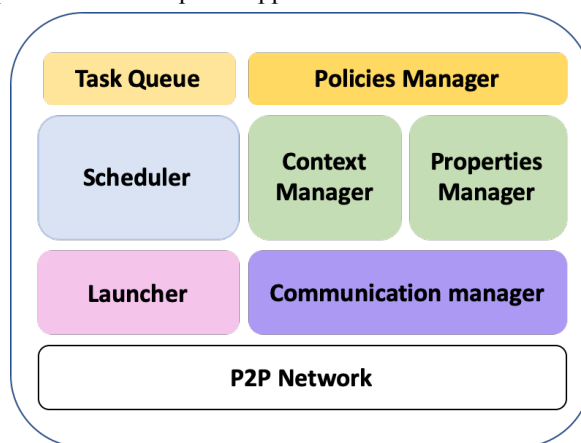 Task Queue
Policies Manager
Scheduler
Context
Manager
Properties
Manager
Launcher
Communication manager
P2P Network